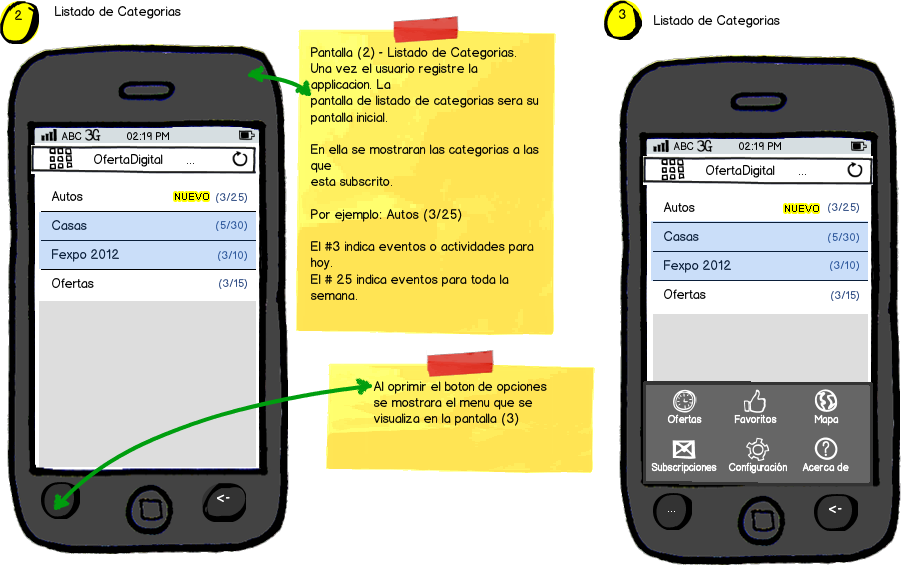 2
Listado de Categorias
ABC 3G 02:19 PM
OfertaDigital ...
Autos NUEVO (3/25)
Casas (5/30)
Fexpo 2012 (3/10)
Ofertas (3/15)
<-
Pantalla (2) - Listado de Categorias.
Una vez el usuario registre la
applicacion. La
pantalla de listado de categorias sera su
pantalla inicial.
En ella se mostraran las categorias a las
que
esta subscrito.
Por ejemplo: Autos (3/25)
El #3 indica eventos o actividades para
hoy.
El # 25 indica eventos para toda la
semana.
Al oprimir el boton de opciones
se mostrara el menu que se
visualiza en la pantalla (3)
3
Listado de Categorias
ABC 3G 02:19 PM
OfertaDigital ...
Autos NUEVO (3/25)
Casas (5/30)
Fexpo 2012 (3/10)
Ofertas (3/15)
Ofertas Favoritos Mapa
Subscripciones Configuración Acerca de
... <-